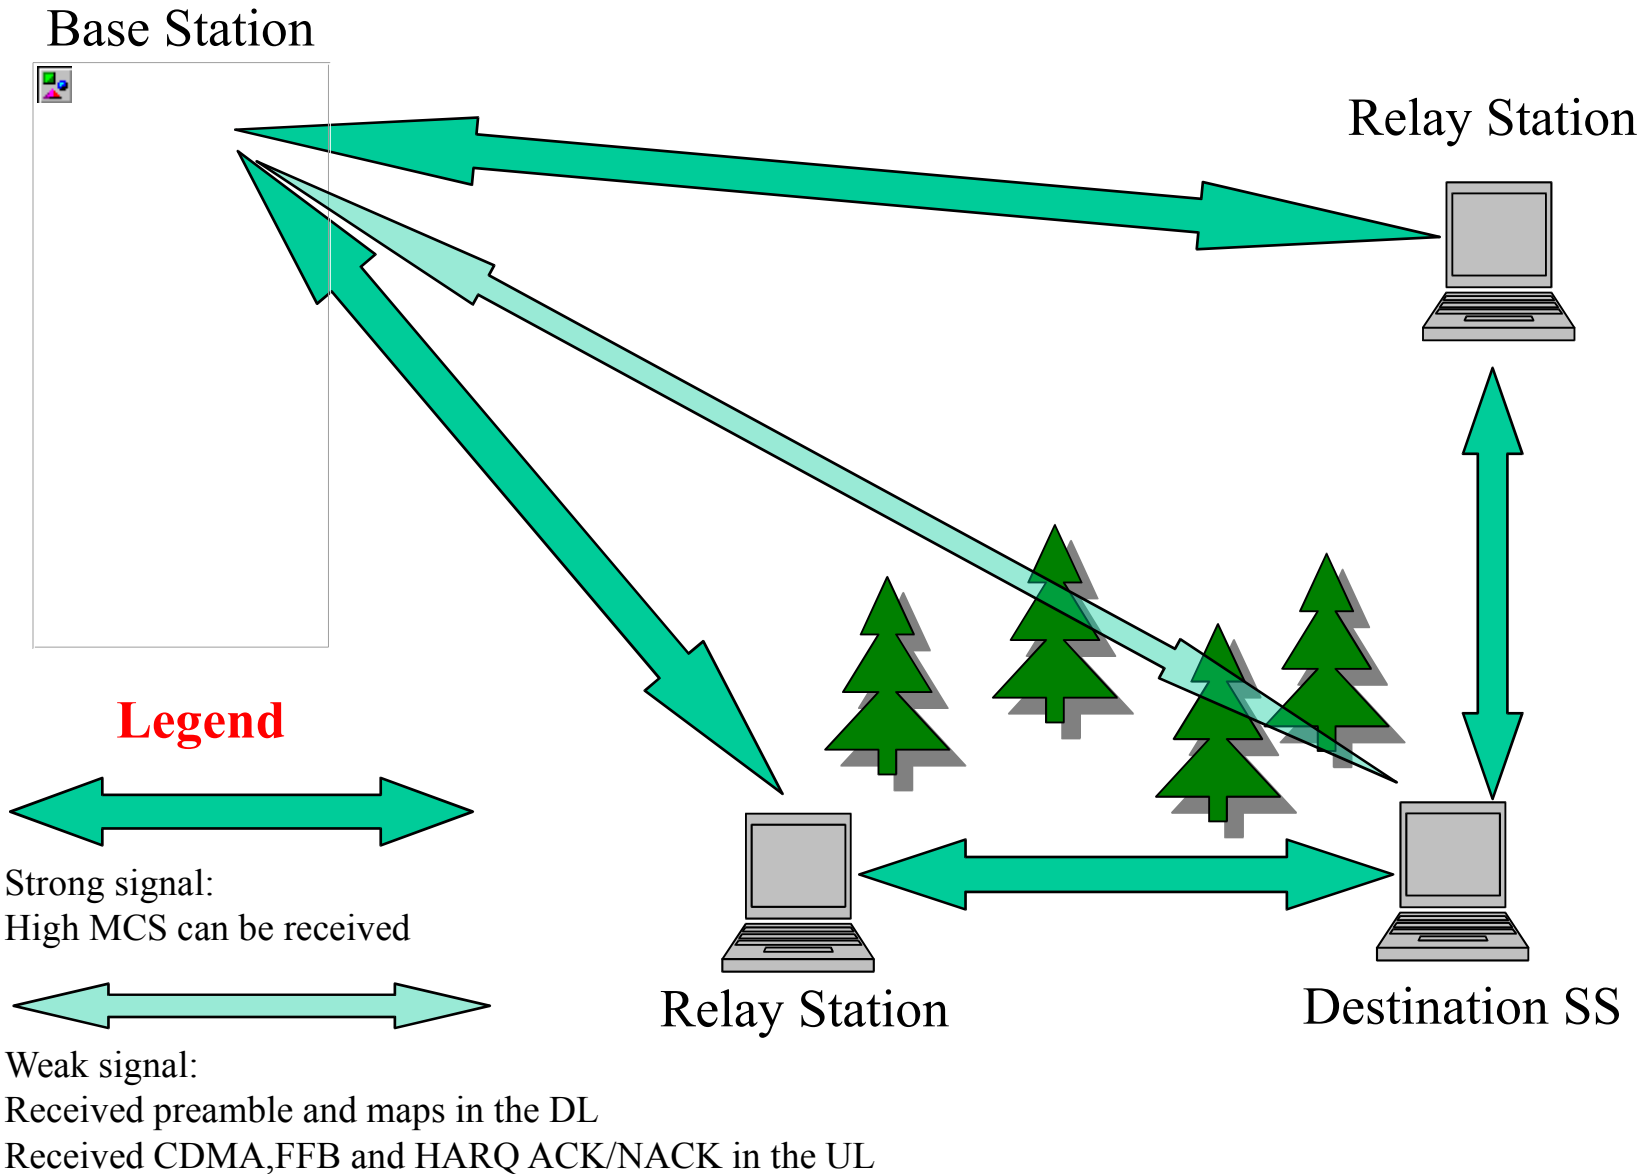 Base Station
Relay Station
Legend
Strong signal:
High MCS can be received
Relay Station
Destination SS
Weak signal:
Received preamble and maps in the DL
Received CDMA,FFB and HARQ ACK/NACK in the UL